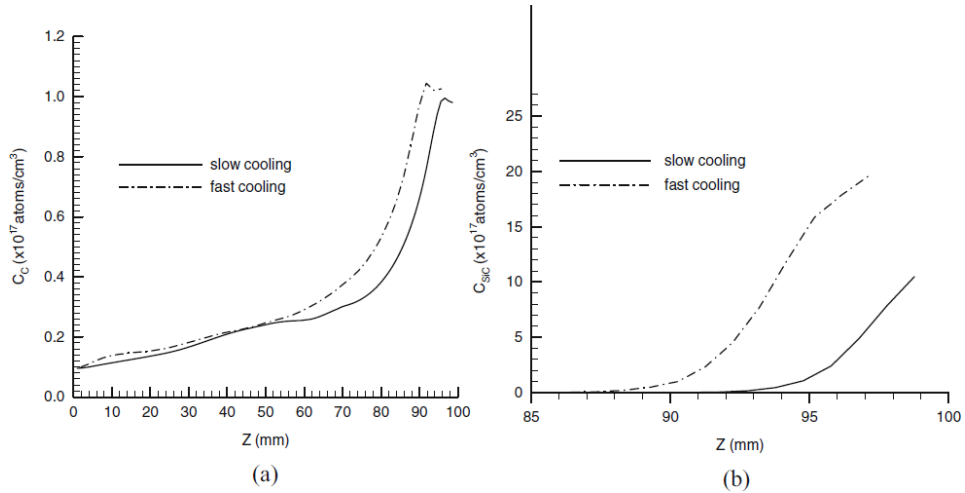 1.2
1.0
0.8
0.6
0.4
0.2
0.0
C_C (x10^17 atoms/cm^3)
slow cooling
fast cooling
0 10 20 30 40 50 60 70 80 90 100
Z (mm)
(a)
25
20
15
10
5
0
C_SiC (x10^17 atoms/cm^3)
slow cooling
fast cooling
85 90 95 100
Z (mm)
(b)